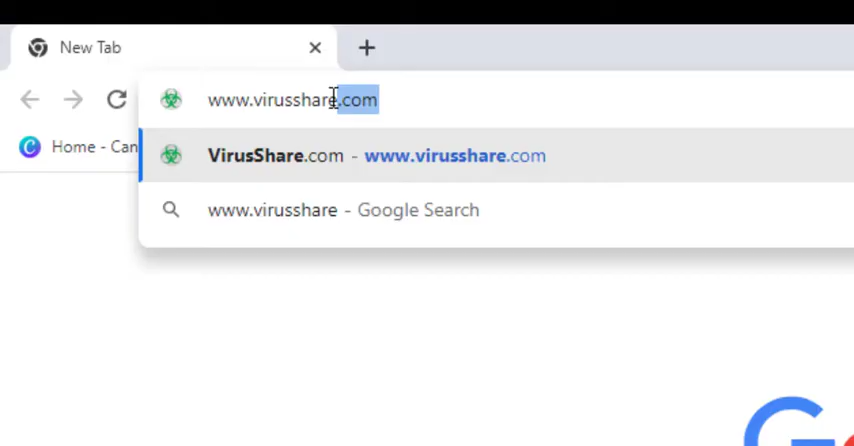 New Tab
www.virusshare.com
Home - Can
VirusShare.com - www.virusshare.com
www.virusshare - Google Search
G